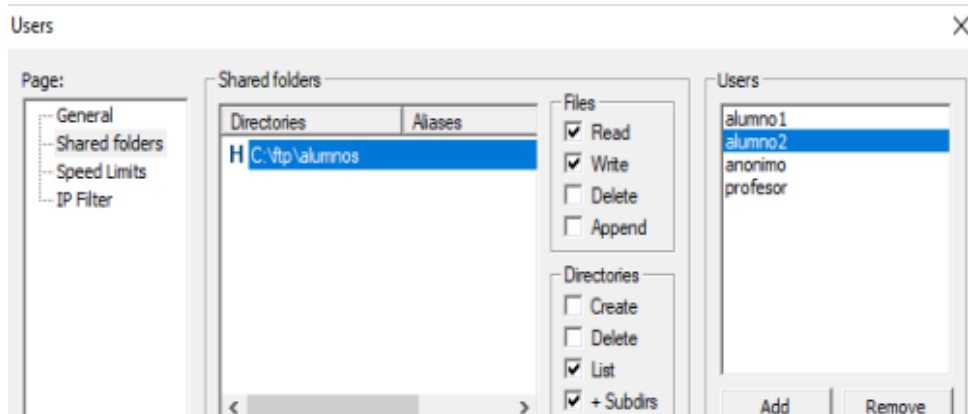 Users
Page:
General
Shared folders
Speed Limits
IP Filter
Shared folders
Directories Aliases
H C:\ftp\alumnos
Files
Read
Write
Delete
Append
Directories
Create
Delete
List
+ Subdirs
Users
alumno1
alumno2
anonimo
profesor
Add Remove